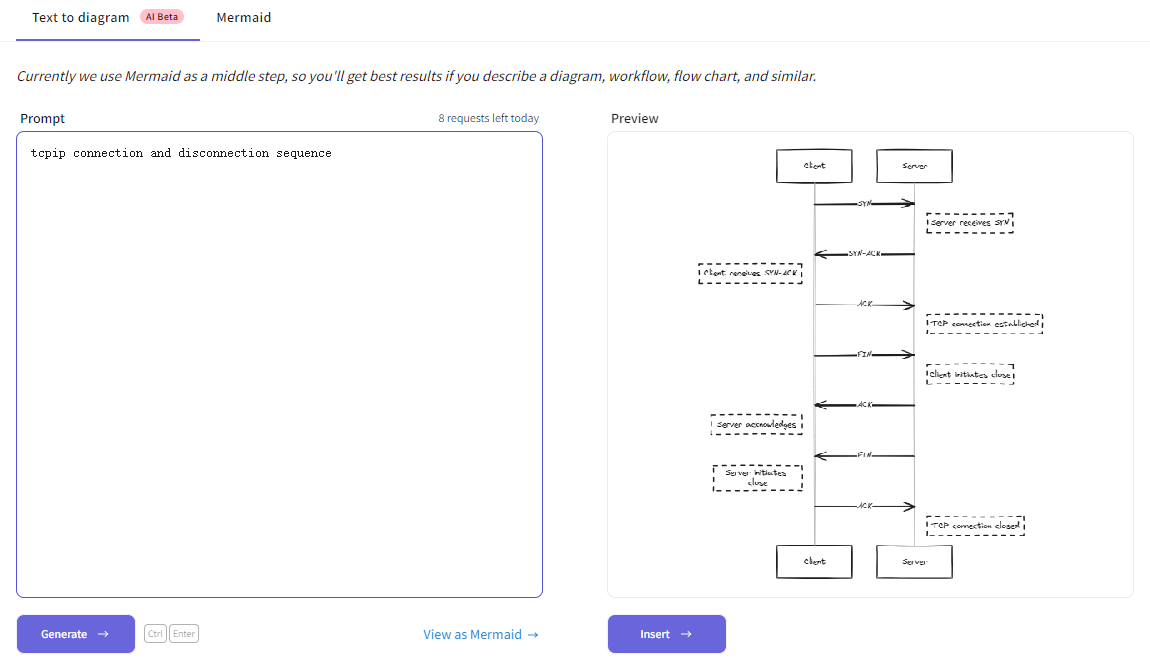 Text to diagram AI Beta Mermaid
Currently we use Mermaid as a middle step, so you'll get best results if you describe a diagram, workflow, flow chart, and similar.
Prompt 8 requests left today
tcpip connection and disconnection sequence
Generate → Ctrl Enter View as Mermaid →
Preview
Client Server
SYN
Server receives SYN
SYN-ACK
Client receives SYN-ACK
ACK
TCP connection established
FIN
Client initiates close
ACK
Server acknowledges
FIN
Server initiates
close
ACK
TCP connection closed
Client Server
Insert →